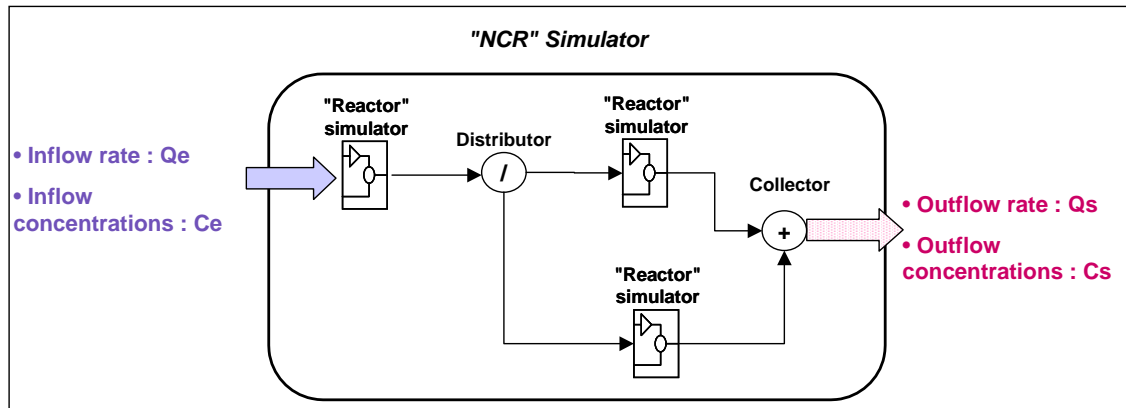 "NCR" Simulator
"Reactor"
simulator
"Reactor"
simulator
Distributor
/
• Inflow rate : Qe
• Inflow
concentrations : Ce
Collector
+
• Outflow rate : Qs
• Outflow
concentrations : Cs
"Reactor"
simulator